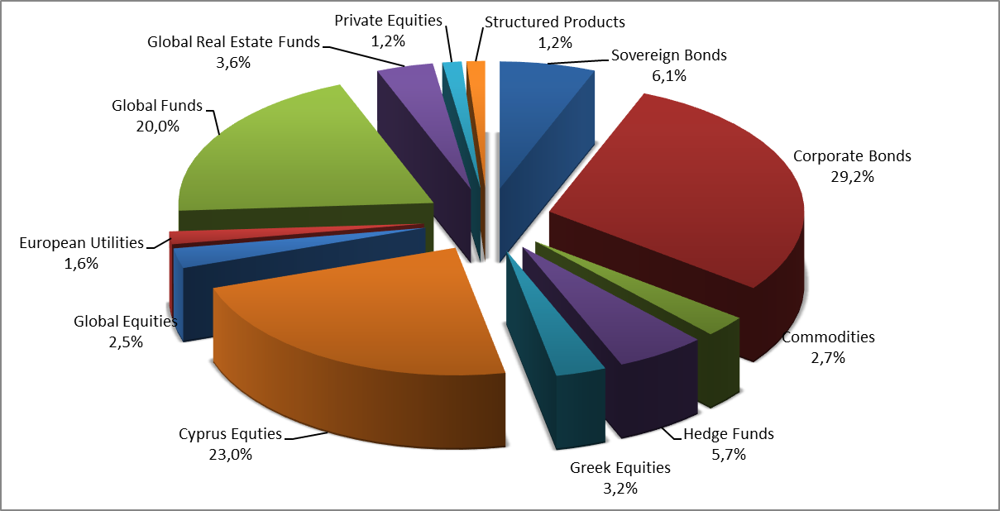 Private Equities
1,2%
Structured Products
1,2%
Global Real Estate Funds
3,6%
Sovereign Bonds
6,1%
Global Funds
20,0%
Corporate Bonds
29,2%
European Utilities
1,6%
Global Equities
2,5%
Commodities
2,7%
Cyprus Equties
23,0%
Hedge Funds
5,7%
Greek Equities
3,2%